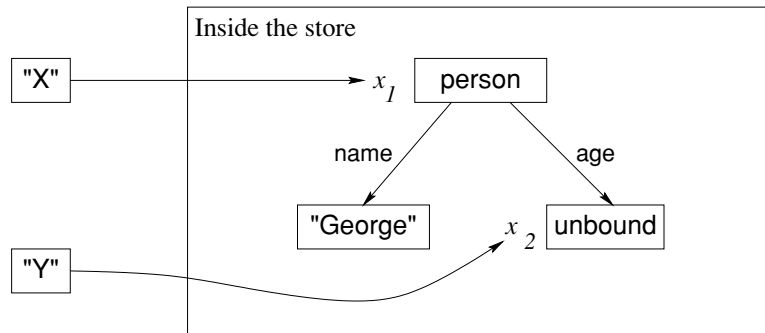 Inside the store
"X"
x1
person
name
age
"George"
x2
unbound
"Y"